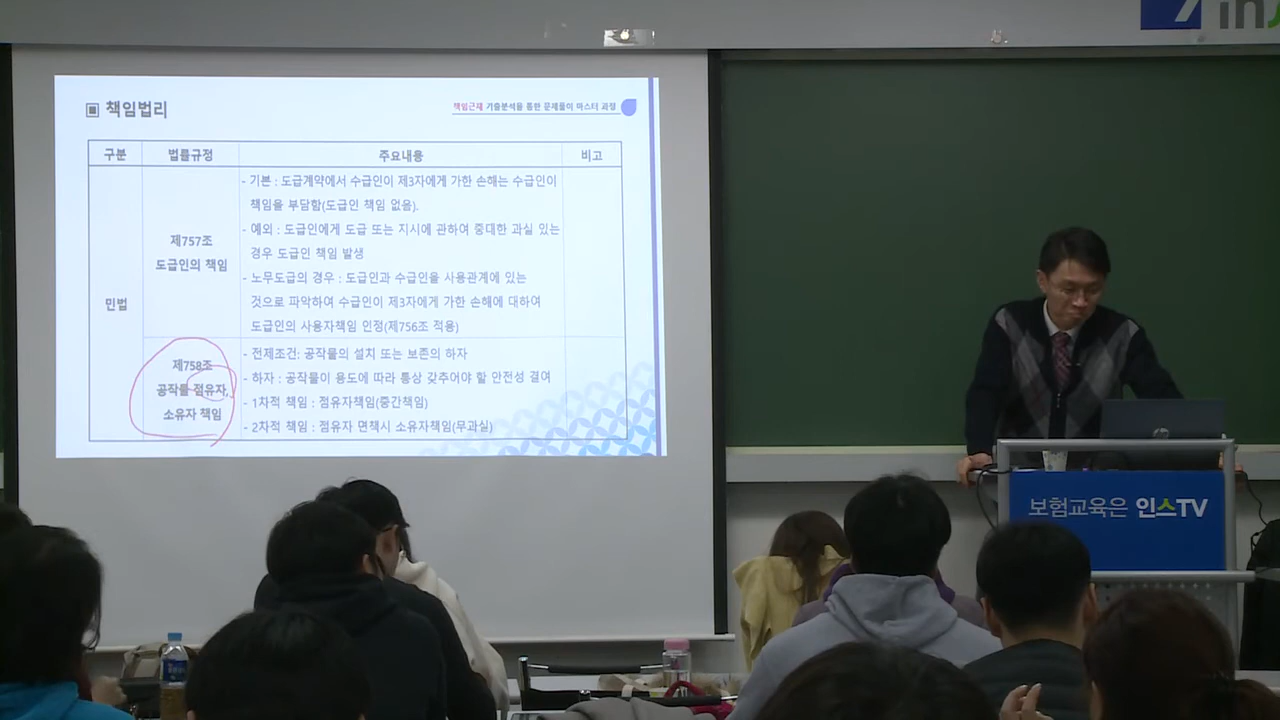 ▣ 책임법리
책임근재 기출분석을 통한 문제풀이 마스터 과정
구분 법률규정 주요내용 비고
민법
제757조
도급인의 책임
- 기본 : 도급계약에서 수급인이 제3자에게 가한 손해는 수급인이
책임을 부담함(도급인 책임 없음).
- 예외 : 도급인에게 도급 또는 지시에 관하여 중대한 과실 있는
경우 도급인 책임 발생
- 노무도급의 경우 : 도급인과 수급인을 사용관계에 있는
것으로 파악하여 수급인이 제3자에게 가한 손해에 대하여
도급인의 사용자책임 인정(제756조 적용)
제758조
공작물 점유자,
소유자 책임
- 전제조건: 공작물의 설치 또는 보존의 하자
- 하자 : 공작물이 용도에 따라 통상 갖추어야 할 안전성 결여
- 1차적 책임 : 점유자책임(중간책임)
- 2차적 책임 : 점유자 면책시 소유자책임(무과실)
hp
보험교육은 인스TV